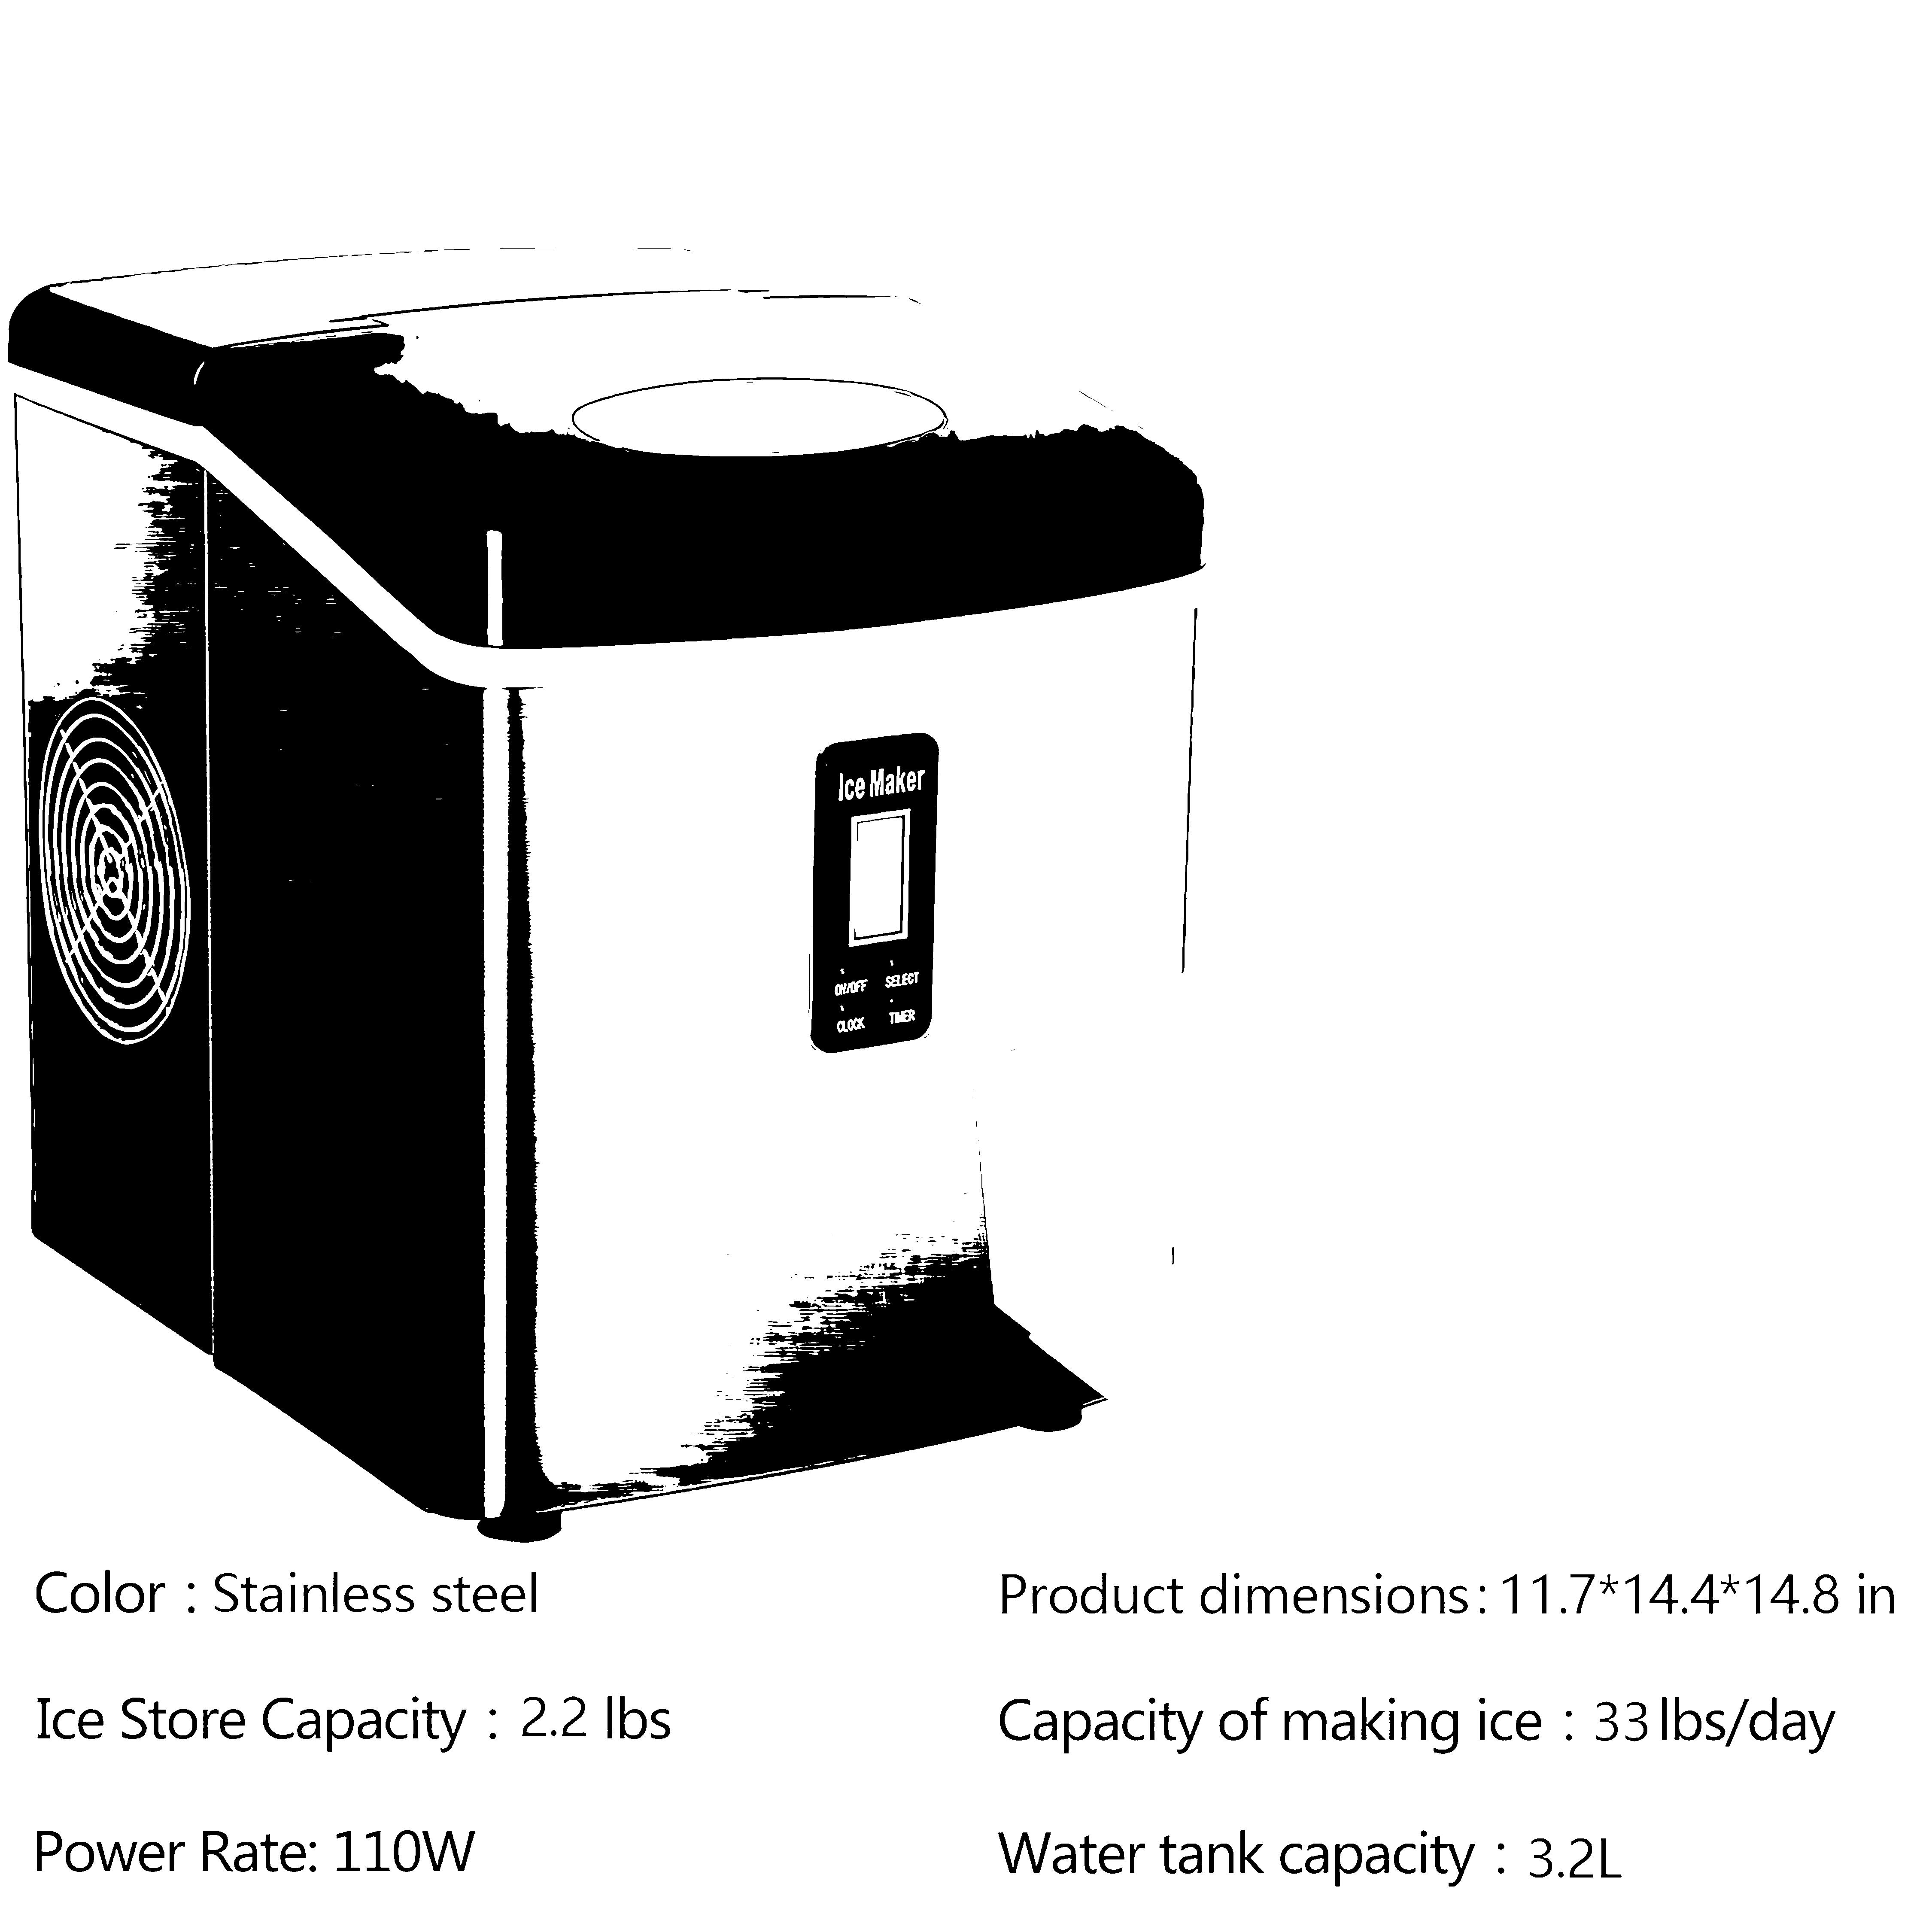 Ice Maker
ON/OFF SELECT
CLOCK TIMER
Color : Stainless steel
Product dimensions: 11.7*14.4*14.8 in
Ice Store Capacity : 2.2 lbs
Capacity of making ice : 33 lbs/day
Power Rate: 110W
Water tank capacity : 3.2L